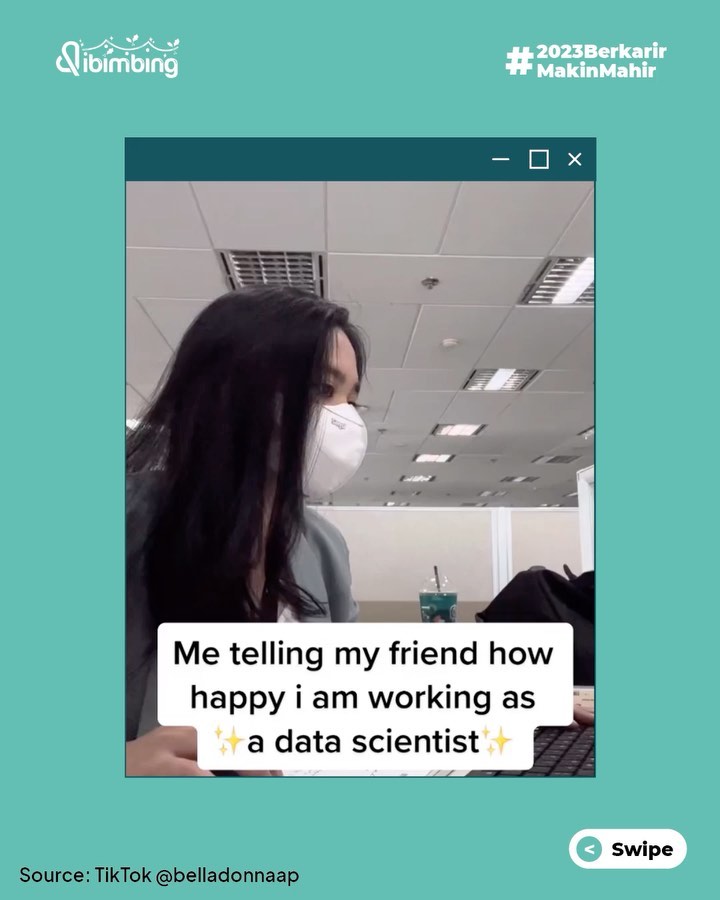 dibimbing
#2023Berkarir
MakinMahir
Me telling my friend how
happy i am working as
✨a data scientist✨
< Swipe
Source: TikTok @belladonnaap